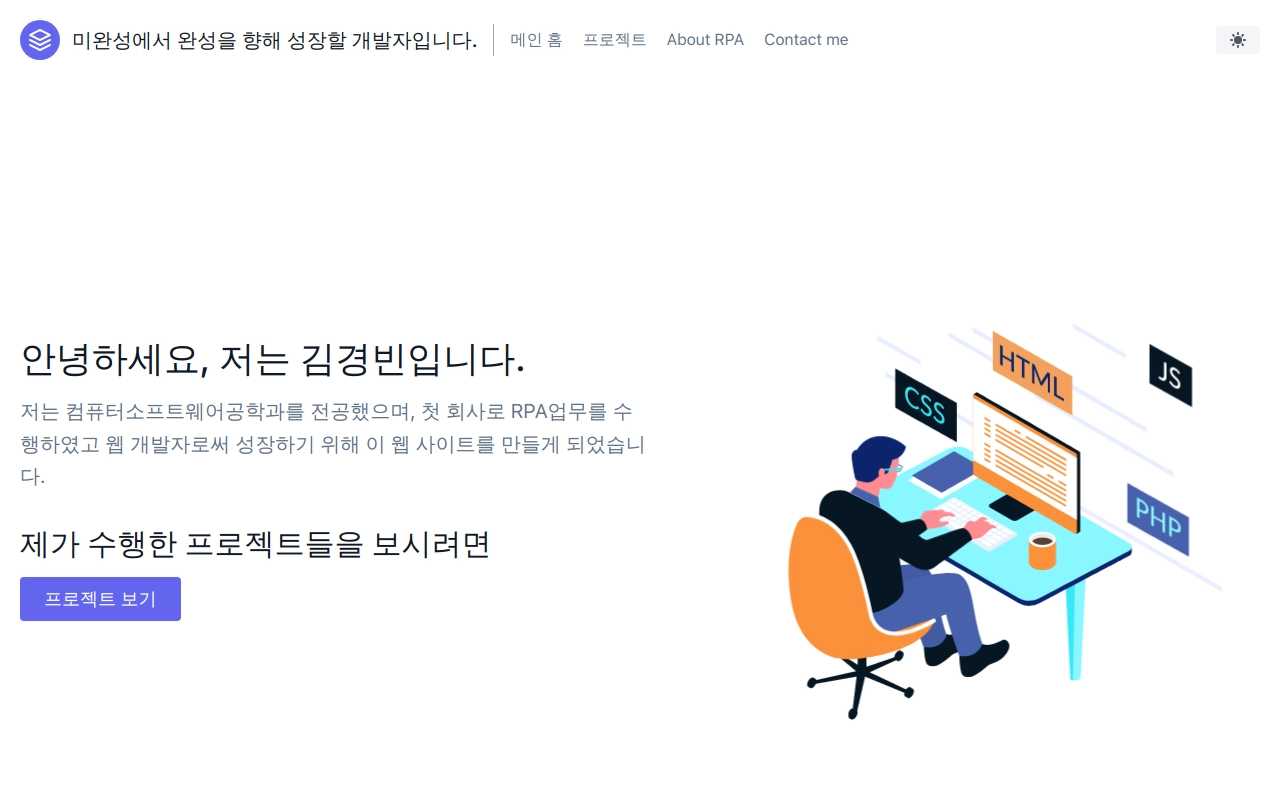 미완성에서 완성을 향해 성장할 개발자입니다.
메인 홈
프로젝트
About RPA
Contact me
안녕하세요, 저는 김경빈입니다.
저는 컴퓨터소프트웨어공학과를 전공했으며, 첫 회사로 RPA업무를 수
행하였고 웹 개발자로써 성장하기 위해 이 웹 사이트를 만들게 되었습니
다.
제가 수행한 프로젝트들을 보시려면
프로젝트 보기
HTML
JS
CSS
PHP